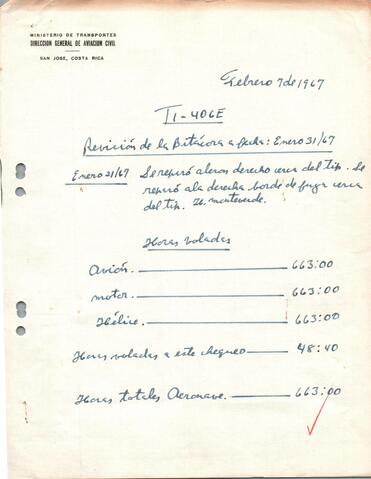 MINISTERIO DE TRANSPORTES
DIRECCION GENERAL DE AVIACION CIVIL
SAN JOSE, COSTA RICA
Febrero 7 de 1967
TI-406E
Revisión de la Bitácora a fecha: Enero 31/67
Enero 21/67 Se reparó aleron derecho cerca del tip. Se
reparó ala derecha borde de fuga cerca
del tip. Ze. monteverde.
Horas voladas
Avión. 663:00
motor. 663:00
Hélice. 663:00
Horas voladas a este chequeo 48:40
Horas totales Aeronave. 663:00